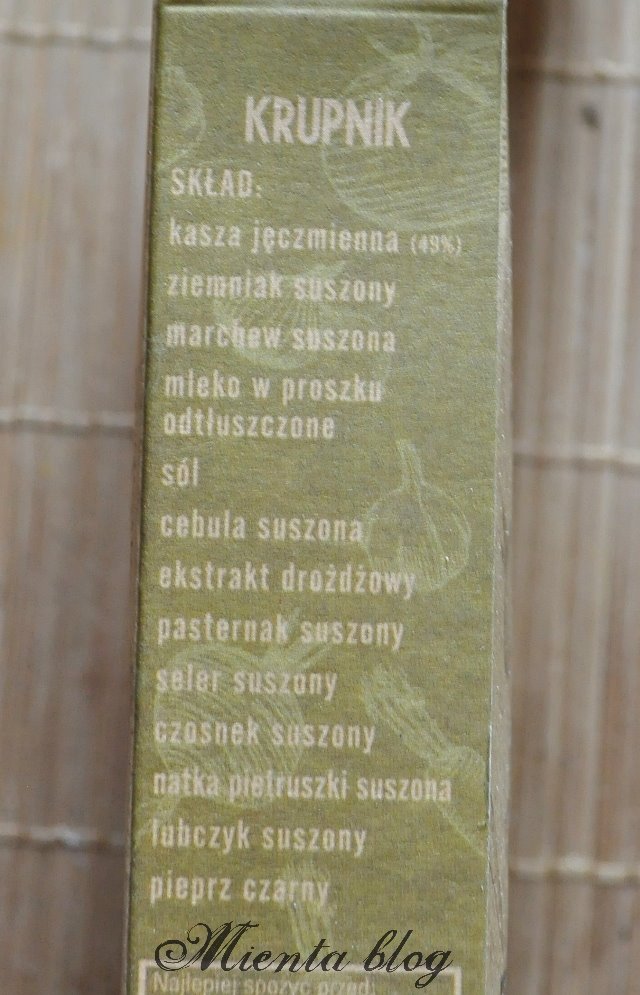 KRUPNIK
SKŁAD:
kasza jęczmienna (49%)
ziemniak suszony
marchew suszona
mleko w proszku
odtłuszczone
sól
cebula suszona
ekstrakt drożdżowy
pasternak suszony
seler suszony
czosnek suszony
natka pietruszki suszona
lubczyk suszony
pieprz czarny
Mienta blog
Najlepiej spożyć przed: